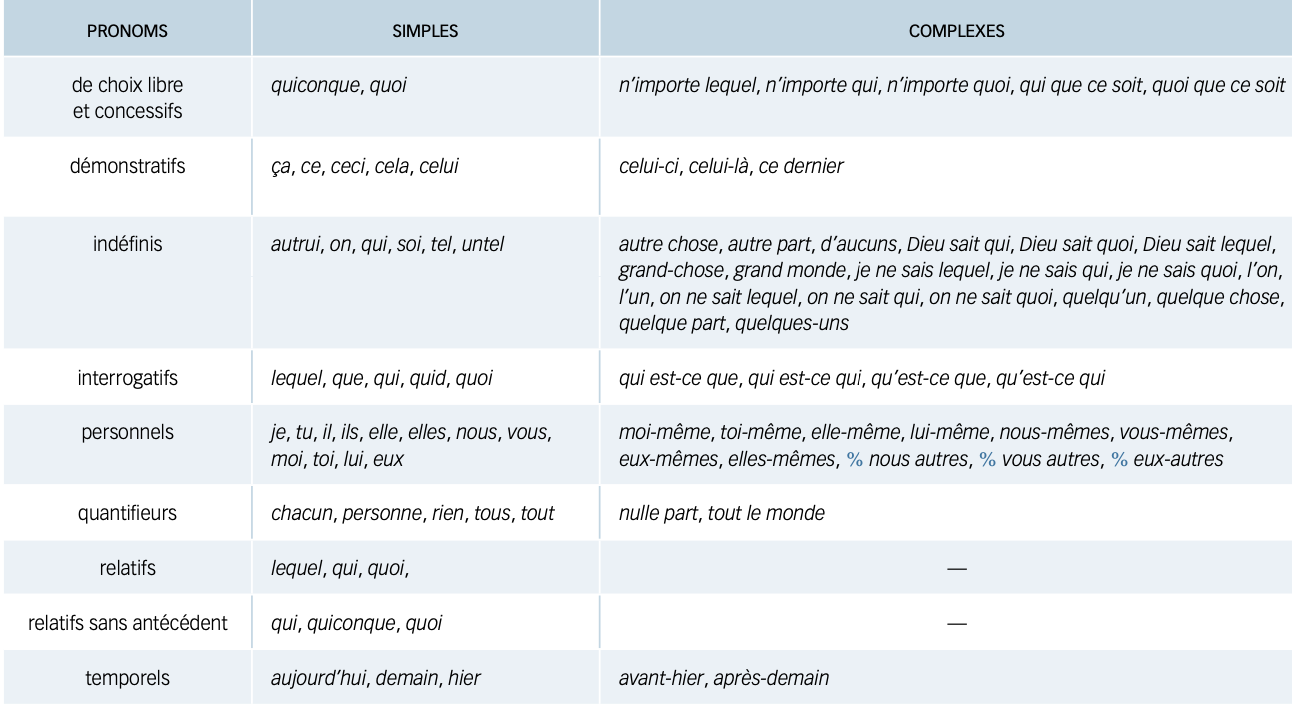 PRONOMS SIMPLES COMPLEXES
de choix libre quiconque, quoi n’importe lequel, n’importe qui, n’importe quoi, qui que ce soit, quoi que ce soit
et concessifs
démonstratifs ça, ce, ceci, cela, celui celui-ci, celui-là, ce dernier
indéfinis autrui, on, qui, soi, tel, untel autre chose, autre part, d’aucuns, Dieu sait qui, Dieu sait quoi, Dieu sait lequel,
grand-chose, grand monde, je ne sais lequel, je ne sais qui, je ne sais quoi, l’on,
l’un, on ne sait lequel, on ne sait qui, on ne sait quoi, quelqu’un, quelque chose,
quelque part, quelques-uns
interrogatifs lequel, que, qui, quid, quoi qui est-ce que, qui est-ce qui, qu’est-ce que, qu’est-ce qui
personnels je, tu, il, ils, elle, elles, nous, vous, moi-même, toi-même, elle-même, lui-même, nous-mêmes, vous-mêmes,
moi, toi, lui, eux eux-mêmes, elles-mêmes, % nous autres, % vous autres, % eux-autres
quantifieurs chacun, personne, rien, tous, tout nulle part, tout le monde
relatifs lequel, qui, quoi, —
relatifs sans antécédent qui, quiconque, quoi —
temporels aujourd’hui, demain, hier avant-hier, après-demain